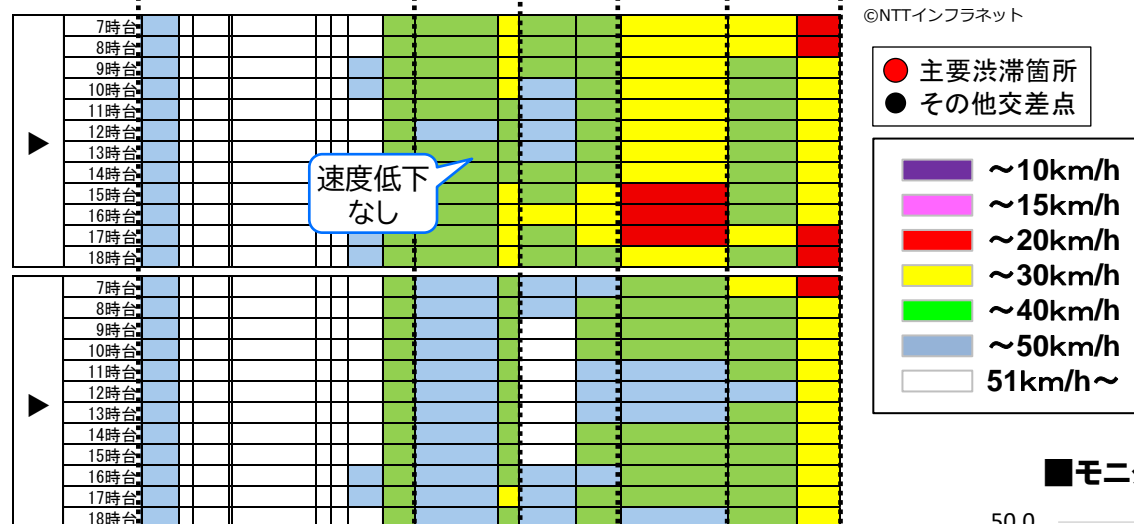 ©NTTインフラネット
主要渋滞箇所
その他交差点
~10km/h
~15km/h
~20km/h
~30km/h
~40km/h
~50km/h
51km/h~
7時台
8時台
9時台
10時台
11時台
12時台
13時台
14時台
15時台
16時台
17時台
18時台
速度低下
なし
7時台
8時台
9時台
10時台
11時台
12時台
13時台
14時台
15時台
16時台
17時台
18時台
■モニ
50.0